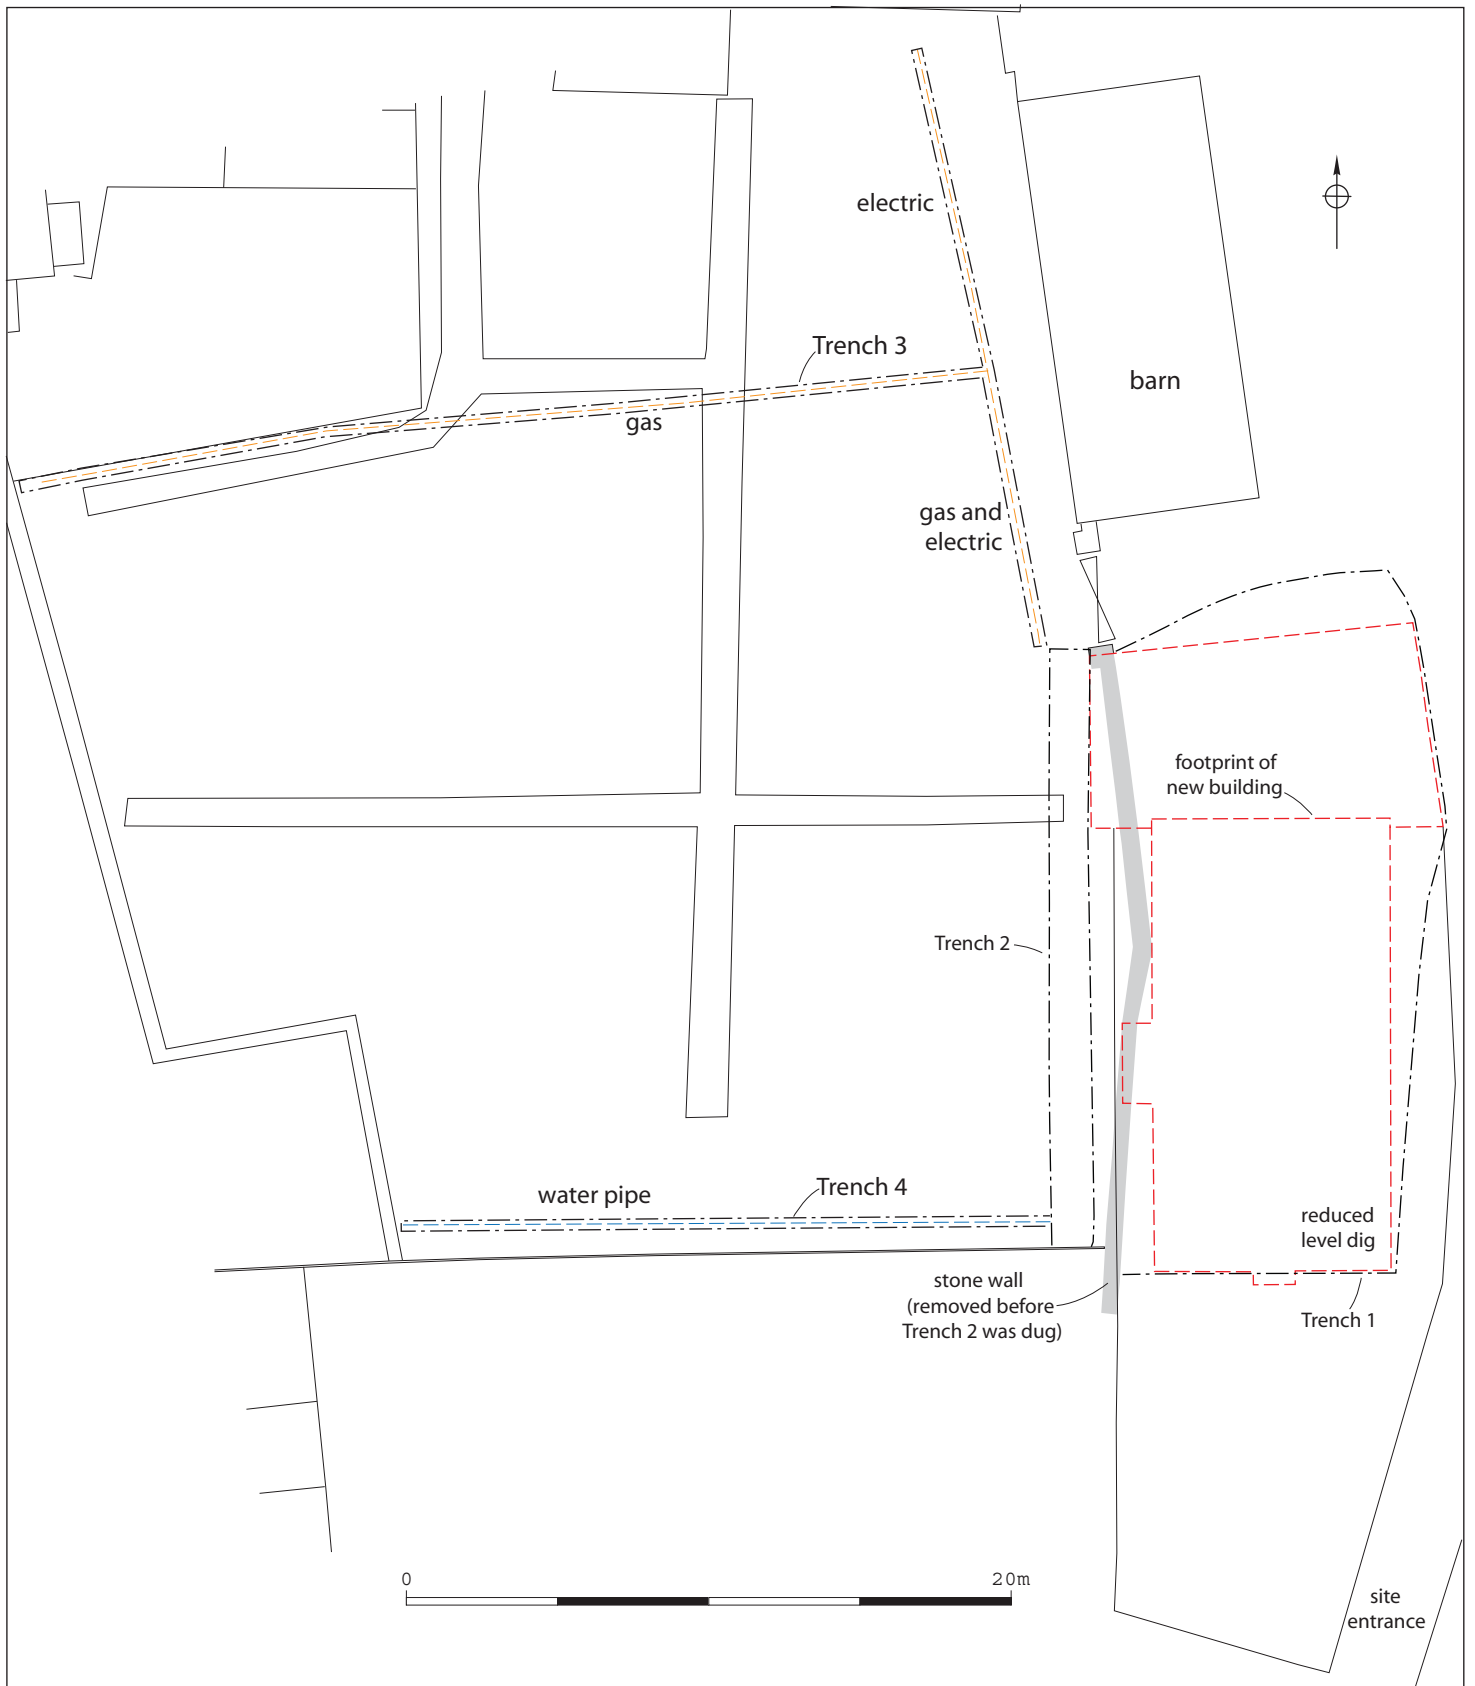 electric
Trench 3
barn
gas
gas and
electric
footprint of
new building
Trench 2
water pipe
Trench 4
reduced
level dig
stone wall
(removed before
Trench 2 was dug)
Trench 1
0
20m
site
entrance